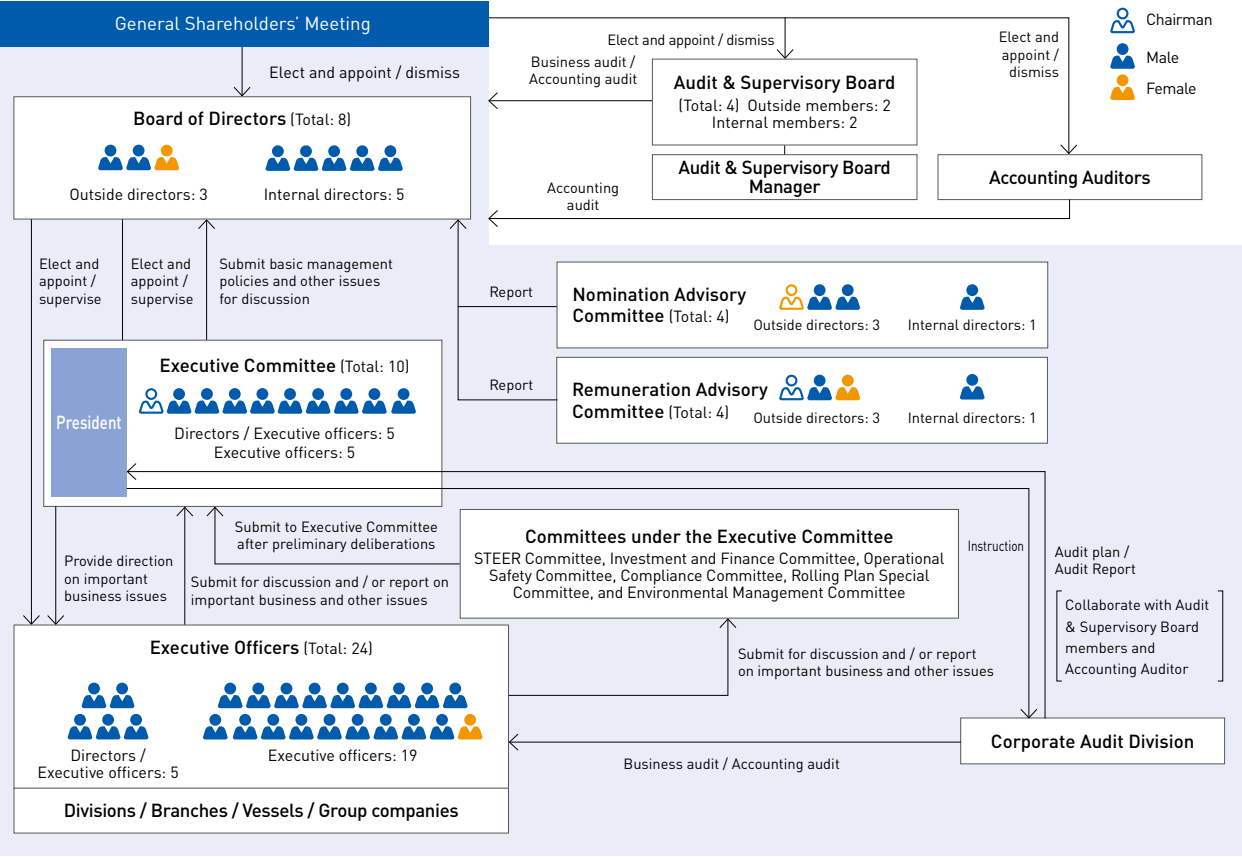 General Shareholders’ Meeting
Elect and appoint / dismiss
Elect and appoint / dismiss
Elect and
appoint /
dismiss
Chairman
Male
Female
Business audit /
Accounting audit
Audit & Supervisory Board
(Total: 4) Outside members: 2
Internal members: 2
Audit & Supervisory Board
Manager
Accounting Auditors
Accounting
audit
Board of Directors (Total: 8)
Outside directors: 3
Internal directors: 5
Elect and
appoint /
supervise
Elect and
appoint /
supervise
Submit basic management
policies and other issues
for discussion
Report
Nomination Advisory
Committee (Total: 4)
Outside directors: 3
Internal directors: 1
Report
Remuneration Advisory
Committee (Total: 4)
Outside directors: 3
Internal directors: 1
President
Executive Committee (Total: 10)
Directors / Executive officers: 5
Executive officers: 5
Submit to Executive Committee
after preliminary deliberations
Committees under the Executive Committee
STEER Committee, Investment and Finance Committee, Operational
Safety Committee, Compliance Committee, Rolling Plan Special
Committee, and Environmental Management Committee
Instruction
Audit plan /
Audit Report
Collaborate with Audit
& Supervisory Board
members and
Accounting Auditor
Provide direction
on important
business issues
Submit for discussion and / or report on
important business and other issues
Submit for discussion and / or report
on important business and other issues
Executive Officers (Total: 24)
Directors /
Executive officers: 5
Executive officers: 19
Divisions / Branches / Vessels / Group companies
Business audit / Accounting audit
Corporate Audit Division